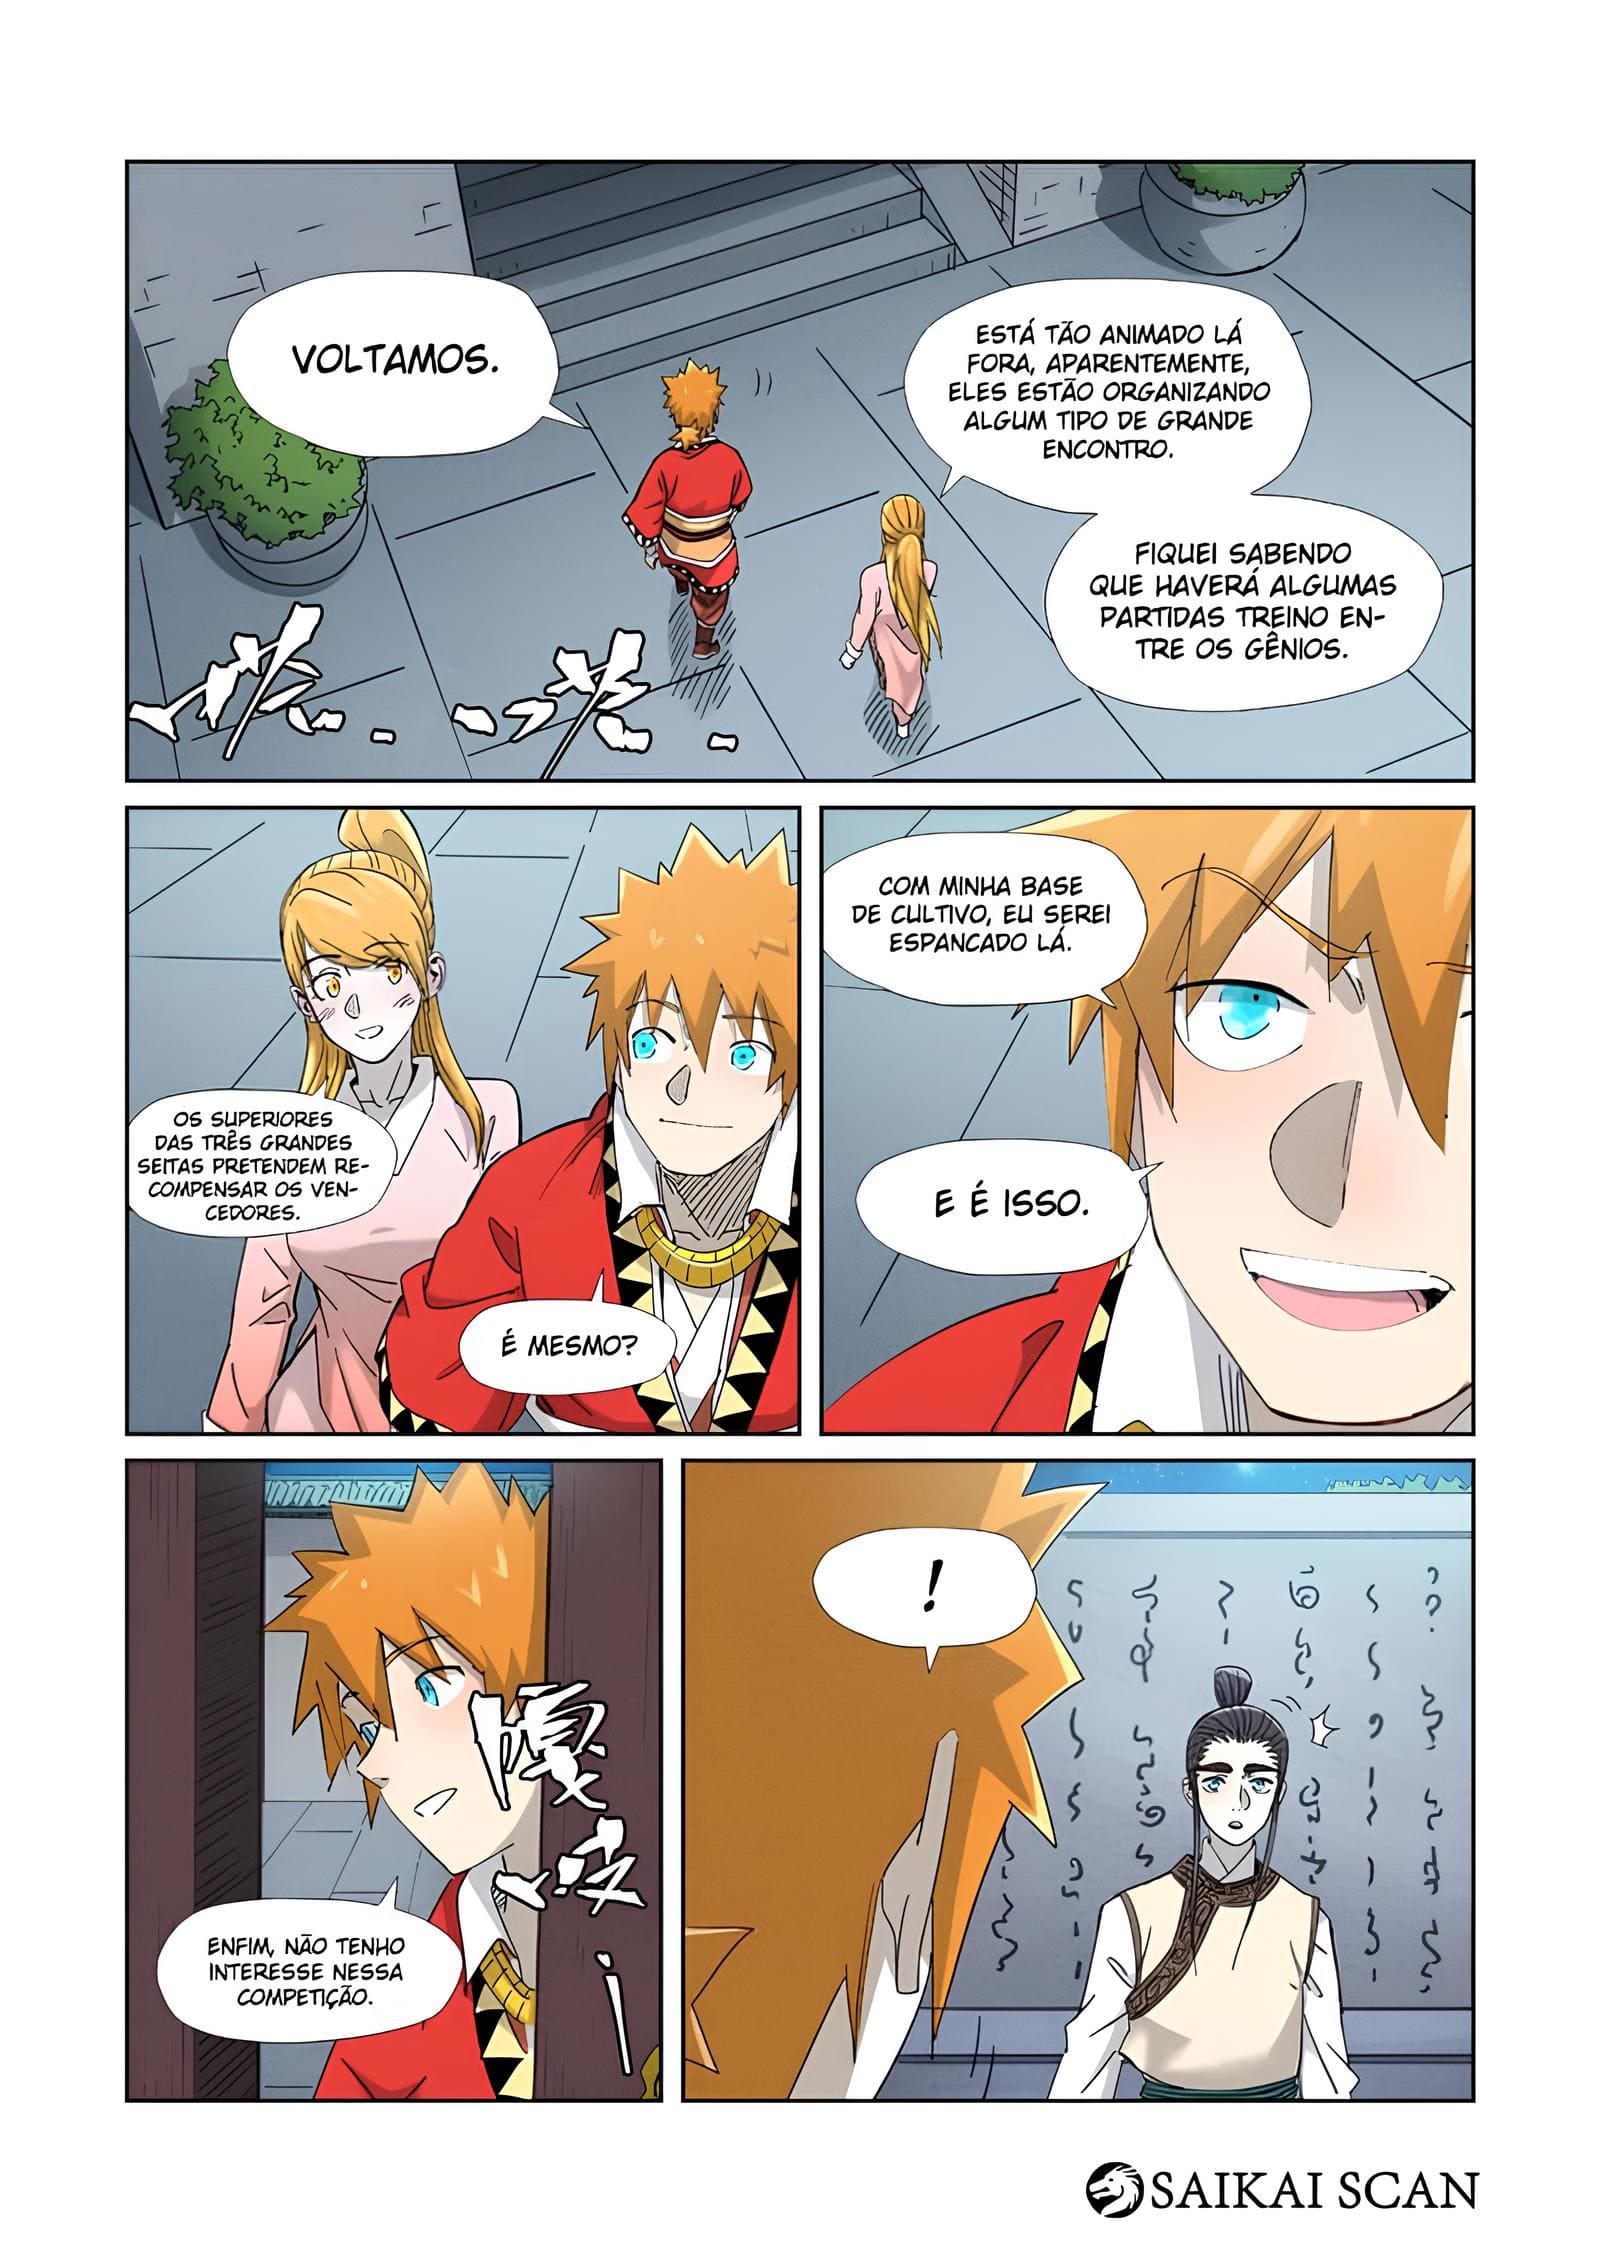 VOLTAMOS.
ESTÁ TÃO ANIMADO LÁ
FORA, APARENTEMENTE,
ELES ESTÃO ORGANIZANDO
ALGUM TIPO DE GRANDE
ENCONTRO.
FIQUEI SABENDO
QUE HAVERÁ ALGUMAS
PARTIDAS TREINO EN-
TRE OS GÊNIOS.
OS SUPERIORES
DAS TRÊS GRANDES
SEITAS PRETENDEM RE-
COMPENSAR OS VEN-
CEDORES.
É MESMO?
COM MINHA BASE
DE CULTIVO, EU SEREI
ESPANCADO LÁ.
E É ISSO.
ENFIM, NÃO TENHO
INTERESSE NESSA
COMPETIÇÃO.
!
SAIKAI SCAN